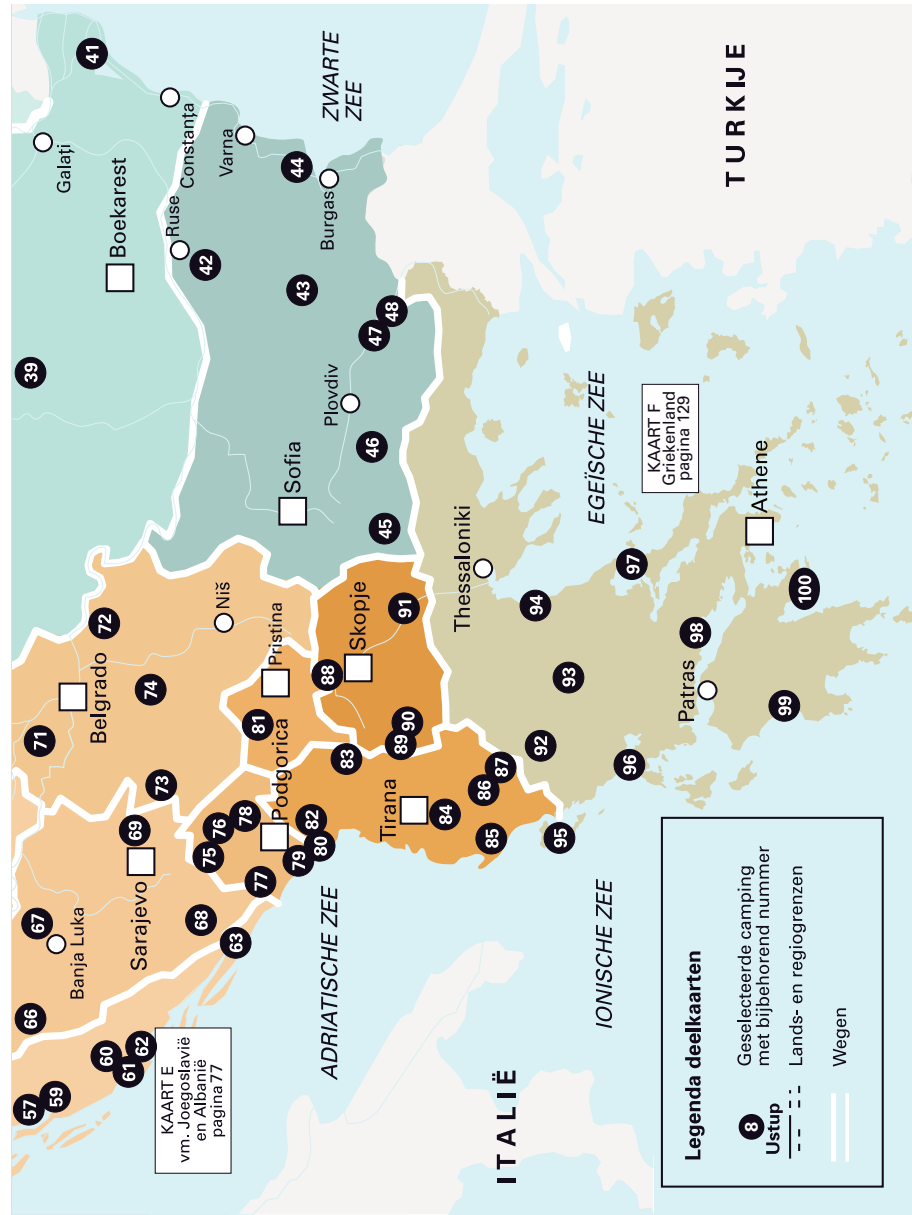 57
59
60
61
62
66
67
Banja Luka
63
68
Sarajevo
69
71
Belgrado
72
73
74
Niš
75
76
77
78
Podgorica
79
80
81
Pristina
82
83
Tirana
84
85
86
87
88
Skopje
89
90
91
39
Boekarest
Galați
41
Constanța
Ruse
42
Varna
43
44
Burgas
Sofia
Plovdiv
45
46
47
48
Thessaloniki
92
93
94
95
96
97
Patras
98
99
100
Athene
ZWARTE
ZEE
TURKIJE
EGEÏSCHE ZEE
ADRIATISCHE ZEE
IONISCHE ZEE
ITALIË
KAART E
vm. Joegoslavië
en Albanië
pagina 77
KAART F
Griekenland
pagina 129
Legenda deelkaarten
8
Ustup
Geselecteerde camping
met bijbehorend nummer
Lands- en regiogrenzen
Wegen